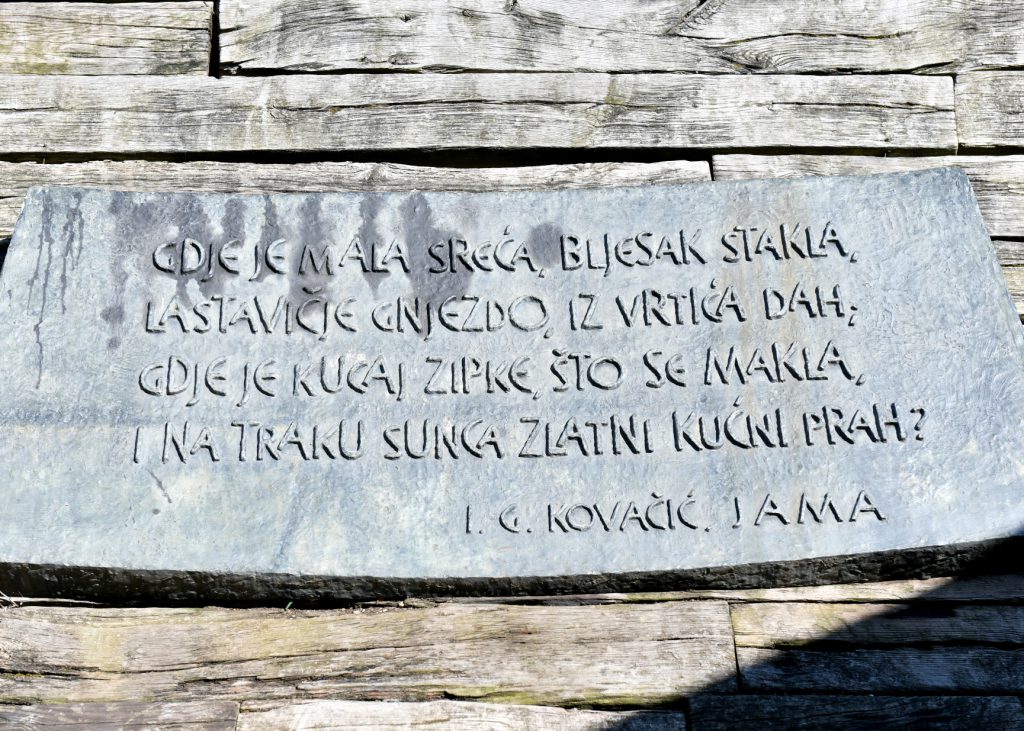 GDJE JE MALA SREĆA, BLJESAK STAKLA,
LASTAVIČJE GNJEZDO, IZ VRTIĆA DAH;
GDJE JE KUCAJ ZIPKE, ŠTO SE MAKLA,
I NA TRAKU SUNCA ZLATNI KUĆNI PRAH?
I. G. KOVAČIĆ, JAMA